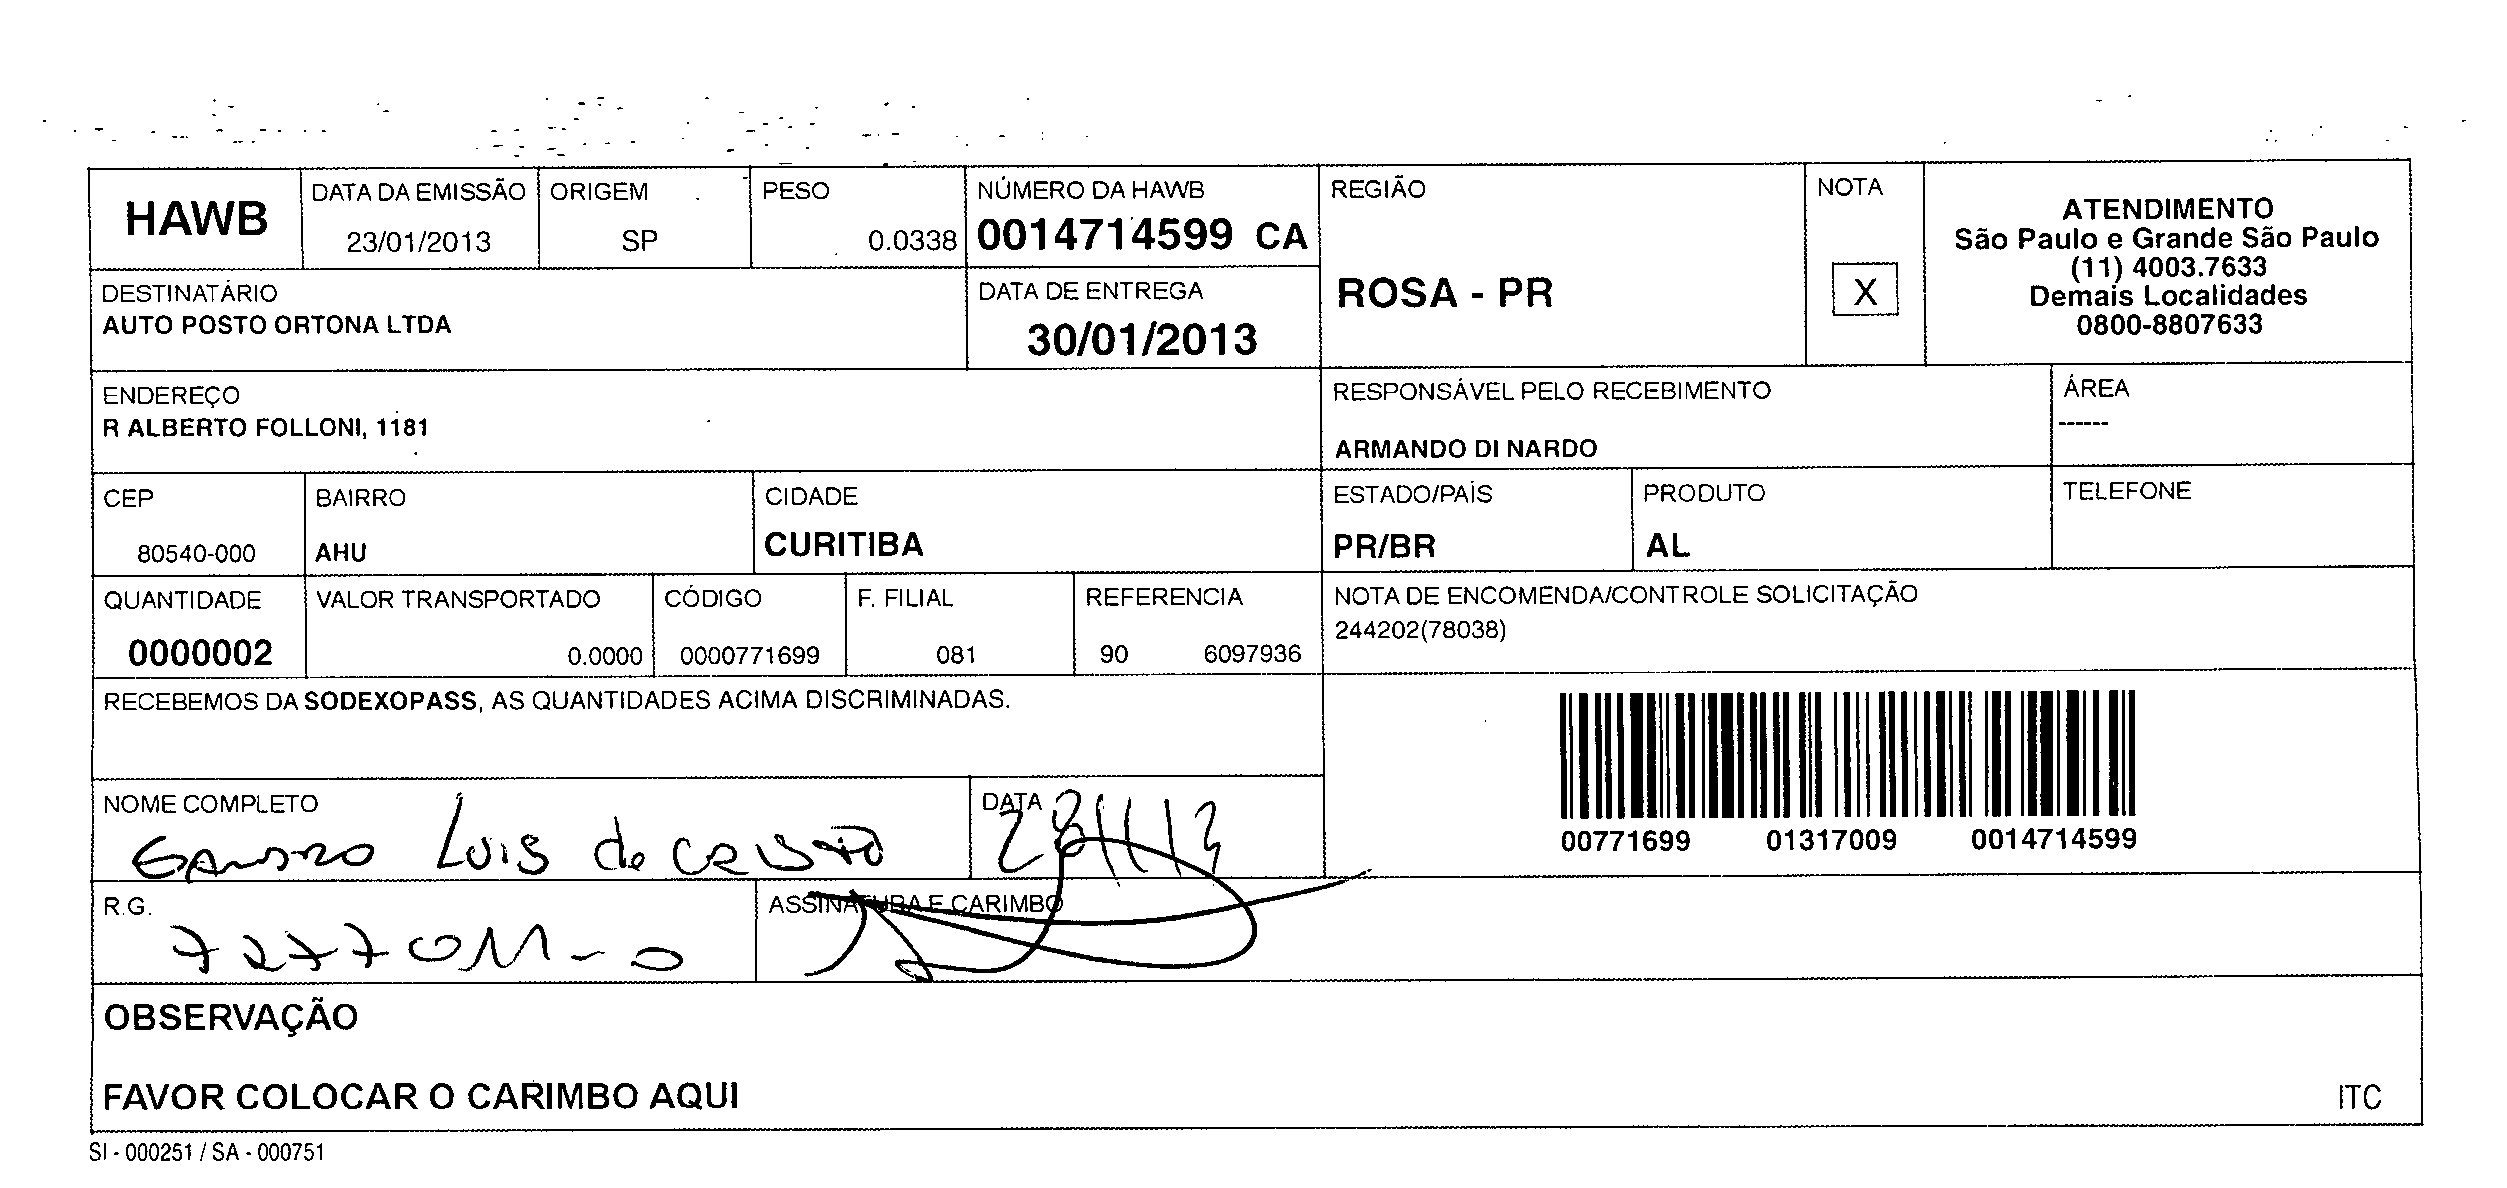 HAWB
DATA DA EMISSÃO
23/01/2013
ORIGEM
SP
PESO
0.0338
NÚMERO DA HAWB
0014714599 CA
REGIÃO
ROSA - PR
NOTA
X
ATENDIMENTO
São Paulo e Grande São Paulo
(11) 4003.7633
Demais Localidades
0800-8807633
DESTINATÁRIO
AUTO POSTO ORTONA LTDA
DATA DE ENTREGA
30/01/2013
ENDEREÇO
R ALBERTO FOLLONI, 1181
RESPONSÁVEL PELO RECEBIMENTO
ARMANDO DI NARDO
ÁREA
------
CEP
80540-000
BAIRRO
AHU
CIDADE
CURITIBA
ESTADO/PAÍS
PR/BR
PRODUTO
AL
TELEFONE
QUANTIDADE
0000002
VALOR TRANSPORTADO
0.0000
CÓDIGO
0000771699
F. FILIAL
081
REFERENCIA
90 6097936
NOTA DE ENCOMENDA/CONTROLE SOLICITAÇÃO
244202(78038)
RECEBEMOS DA SODEXOPASS, AS QUANTIDADES ACIMA DISCRIMINADAS.
00771699 01317009 0014714599
NOME COMPLETO
Luis de
DATA
28/1/13
R.G.
ASSINATURA E CARIMBO
OBSERVAÇÃO
FAVOR COLOCAR O CARIMBO AQUI
ITC
SI - 000251 / SA - 000751